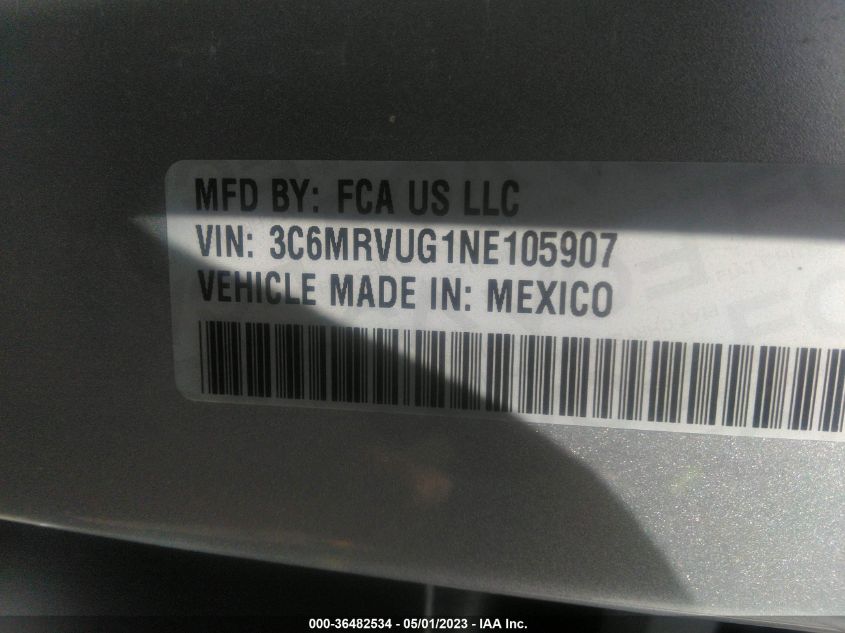 MFD BY: FCA US LLC
VIN: 3C6MRVUG1NE105907
VEHICLE MADE IN: MEXICO
000-36482534 - 05/01/2023 - IAA Inc.